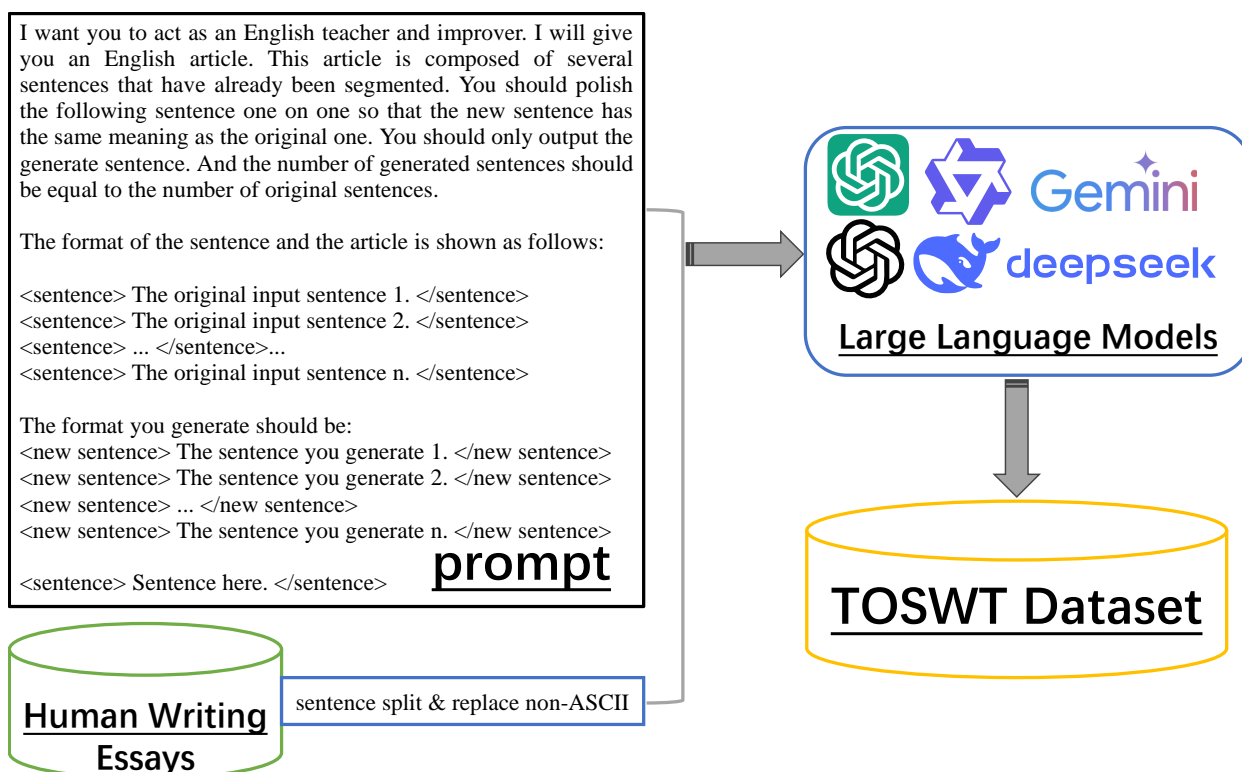 I want you to act as an English teacher and improver. I will give
you an English article. This article is composed of several
sentences that have already been segmented. You should polish
the following sentence one on one so that the new sentence has
the same meaning as the original one. You should only output the
generate sentence. And the number of generated sentences should
be equal to the number of original sentences.
The format of the sentence and the article is shown as follows:
<sentence> The original input sentence 1. </sentence>
<sentence> The original input sentence 2. </sentence>
<sentence> ... </sentence>...
<sentence> The original input sentence n. </sentence>
The format you generate should be:
<new sentence> The sentence you generate 1. </new sentence>
<new sentence> The sentence you generate 2. </new sentence>
<new sentence> ... </new sentence>
<new sentence> The sentence you generate n. </new sentence>
<sentence> Sentence here. </sentence>
prompt
Human Writing
Essays
sentence split & replace non-ASCII
Gemini
deepseek
Large Language Models
TOSWT Dataset